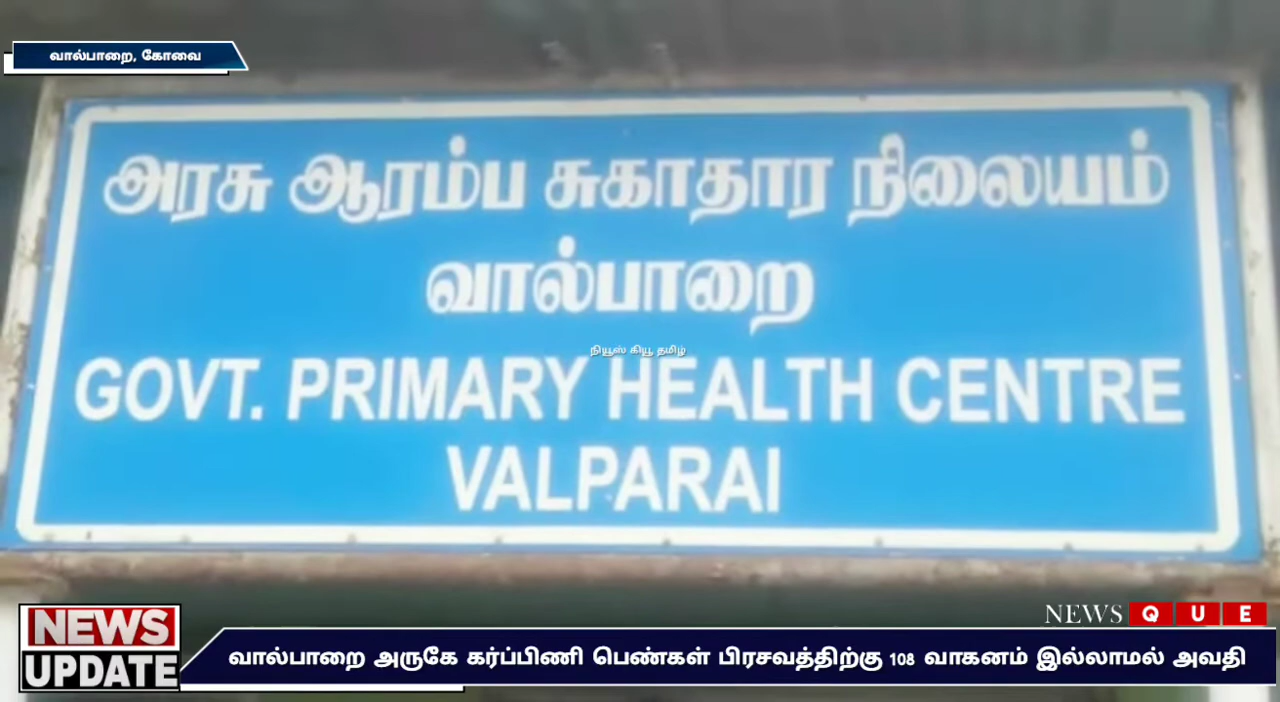 வால்பாறை, கோவை
அரசு ஆரம்ப சுகாதார நிலையம்
வால்பாறை
நியூஸ் கியூ தமிழ்
GOVT. PRIMARY HEALTH CENTRE
VALPARAI
NEWS QUE
NEWS
UPDATE
வால்பாறை அருகே கர்ப்பிணி பெண்கள் பிரசவத்திற்கு 108 வாகனம் இல்லாமல் அவதி